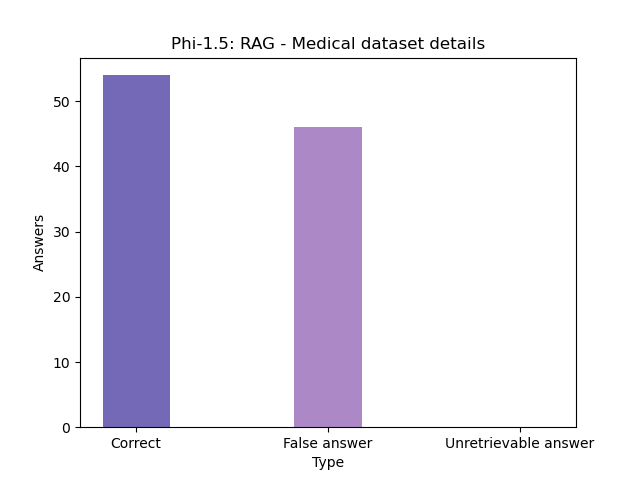 Phi-1.5: RAG - Medical dataset details
50
40
30
20
10
0
Answers
Correct
False answer
Unretrievable answer
Type